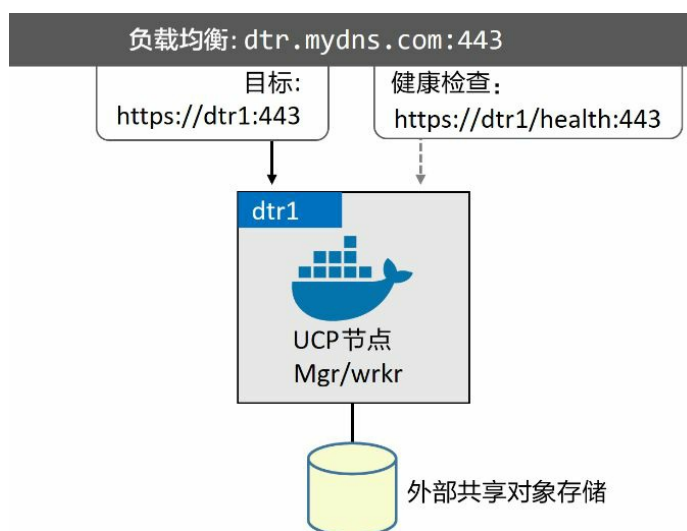 负载均衡: dtr.mydns.com:443
目标:
https://dtr1:443
健康检查：
https://dtr1/health:443
dtr1
UCP节点
Mgr/wrkr
外部共享对象存储